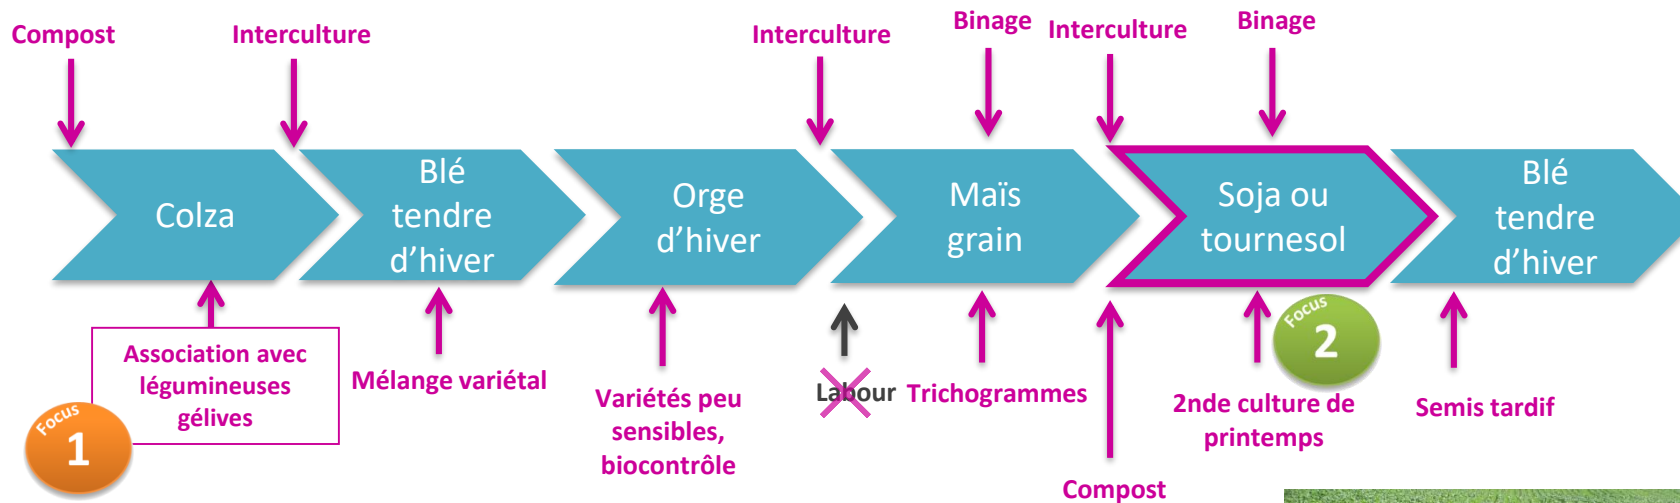 Compost
Interculture
Interculture
Binage
Interculture
Binage
Colza
Blé
tendre
d'hiver
Orge
d'hiver
Maïs
grain
Soja ou
tournesol
Blé
tendre
d'hiver
Association avec
légumineuses
gélives
Focus
1
Mélange variétal
Variétés peu
sensibles,
biocontrôle
Labour
Trichogrammes
Compost
2nde culture de
printemps
Focus
2
Semis tardif